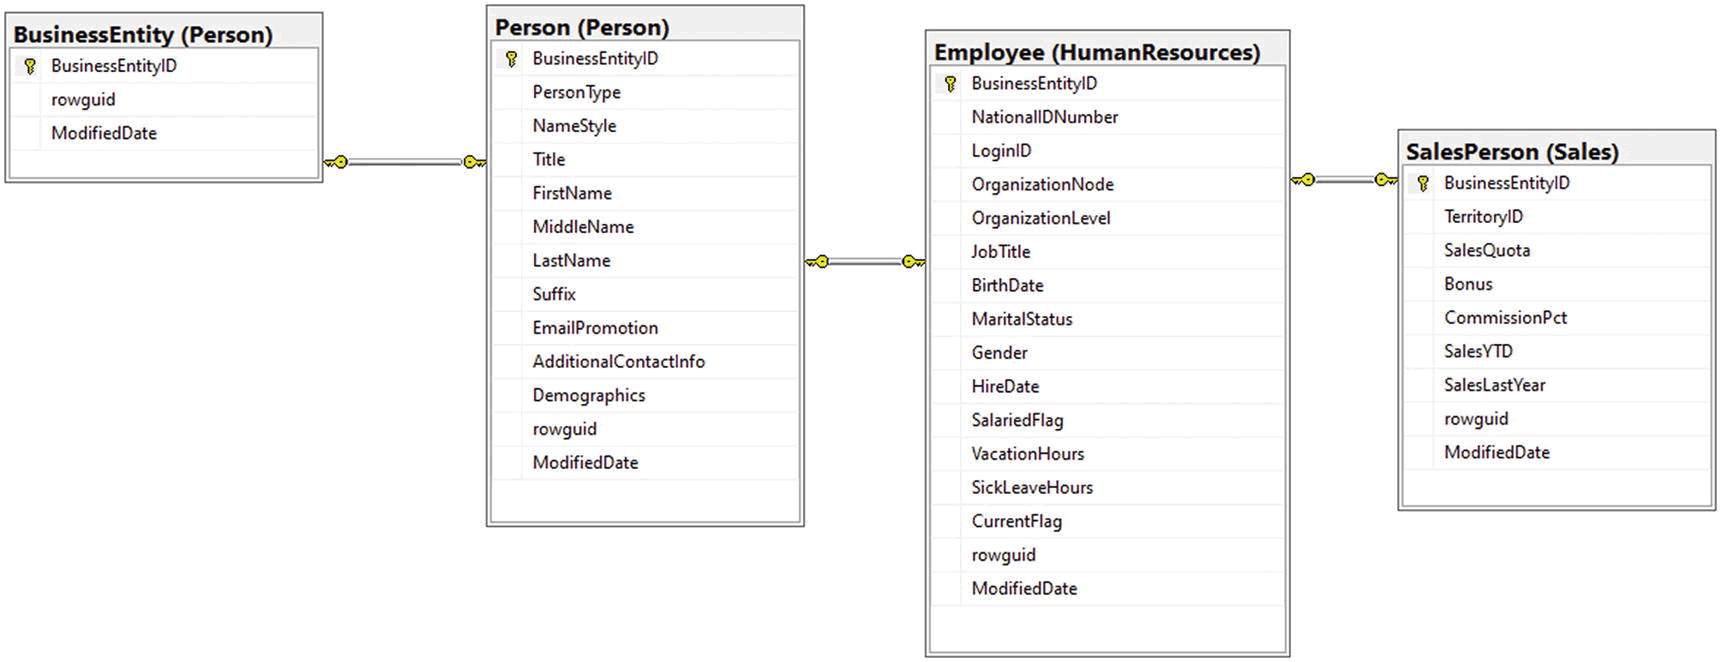 BusinessEntity (Person)
BusinessEntityID
rowguid
ModifiedDate
Person (Person)
BusinessEntityID
PersonType
NameStyle
Title
FirstName
MiddleName
LastName
Suffix
EmailPromotion
AdditionalContactInfo
Demographics
rowguid
ModifiedDate
Employee (HumanResources)
BusinessEntityID
NationalIDNumber
LoginID
OrganizationNode
OrganizationLevel
JobTitle
BirthDate
MaritalStatus
Gender
HireDate
SalariedFlag
VacationHours
SickLeaveHours
CurrentFlag
rowguid
ModifiedDate
SalesPerson (Sales)
BusinessEntityID
TerritoryID
SalesQuota
Bonus
CommissionPct
SalesYTD
SalesLastYear
rowguid
ModifiedDate